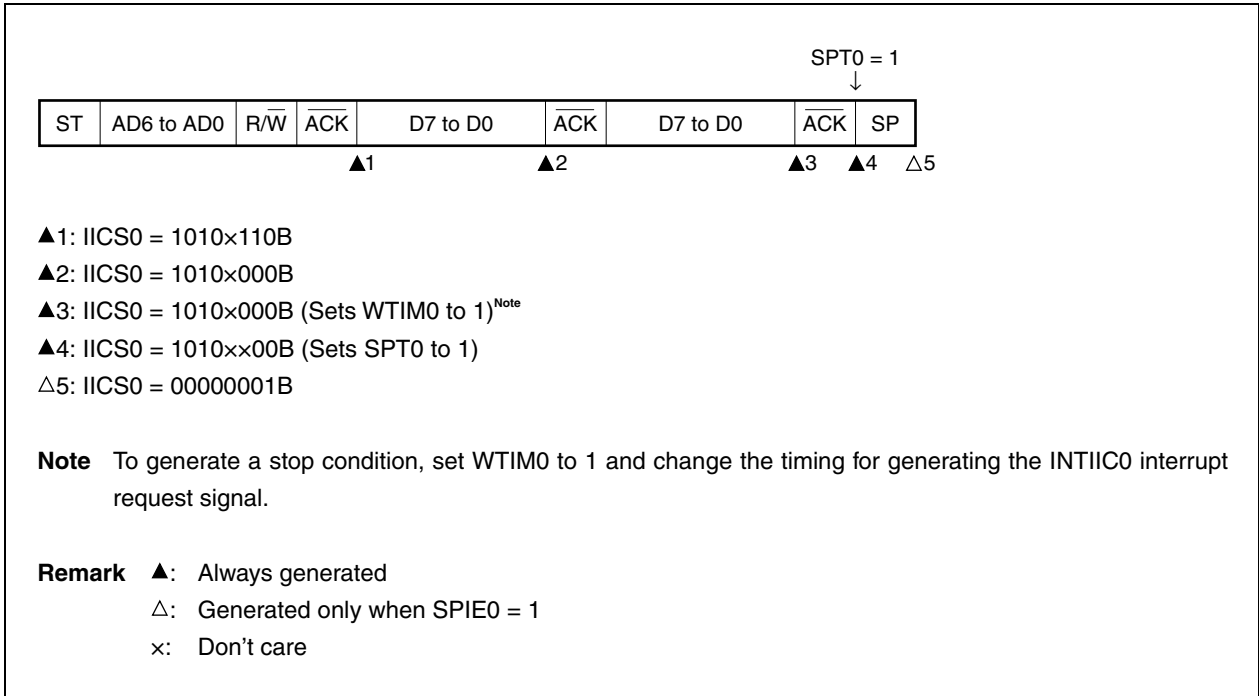 SPT0 = 1
↓
ST AD6 to AD0 R/W̅ A̅C̅K̅ D7 to D0 A̅C̅K̅ D7 to D0 A̅C̅K̅ SP
▲1 ▲2 ▲3 ▲4 △5
▲1: IICS0 = 1010×110B
▲2: IICS0 = 1010×000B
▲3: IICS0 = 1010×000B (Sets WTIM0 to 1)Note
▲4: IICS0 = 1010××00B (Sets SPT0 to 1)
△5: IICS0 = 00000001B
Note To generate a stop condition, set WTIM0 to 1 and change the timing for generating the INTIIC0 interrupt
request signal.
Remark ▲: Always generated
△: Generated only when SPIE0 = 1
×: Don't care